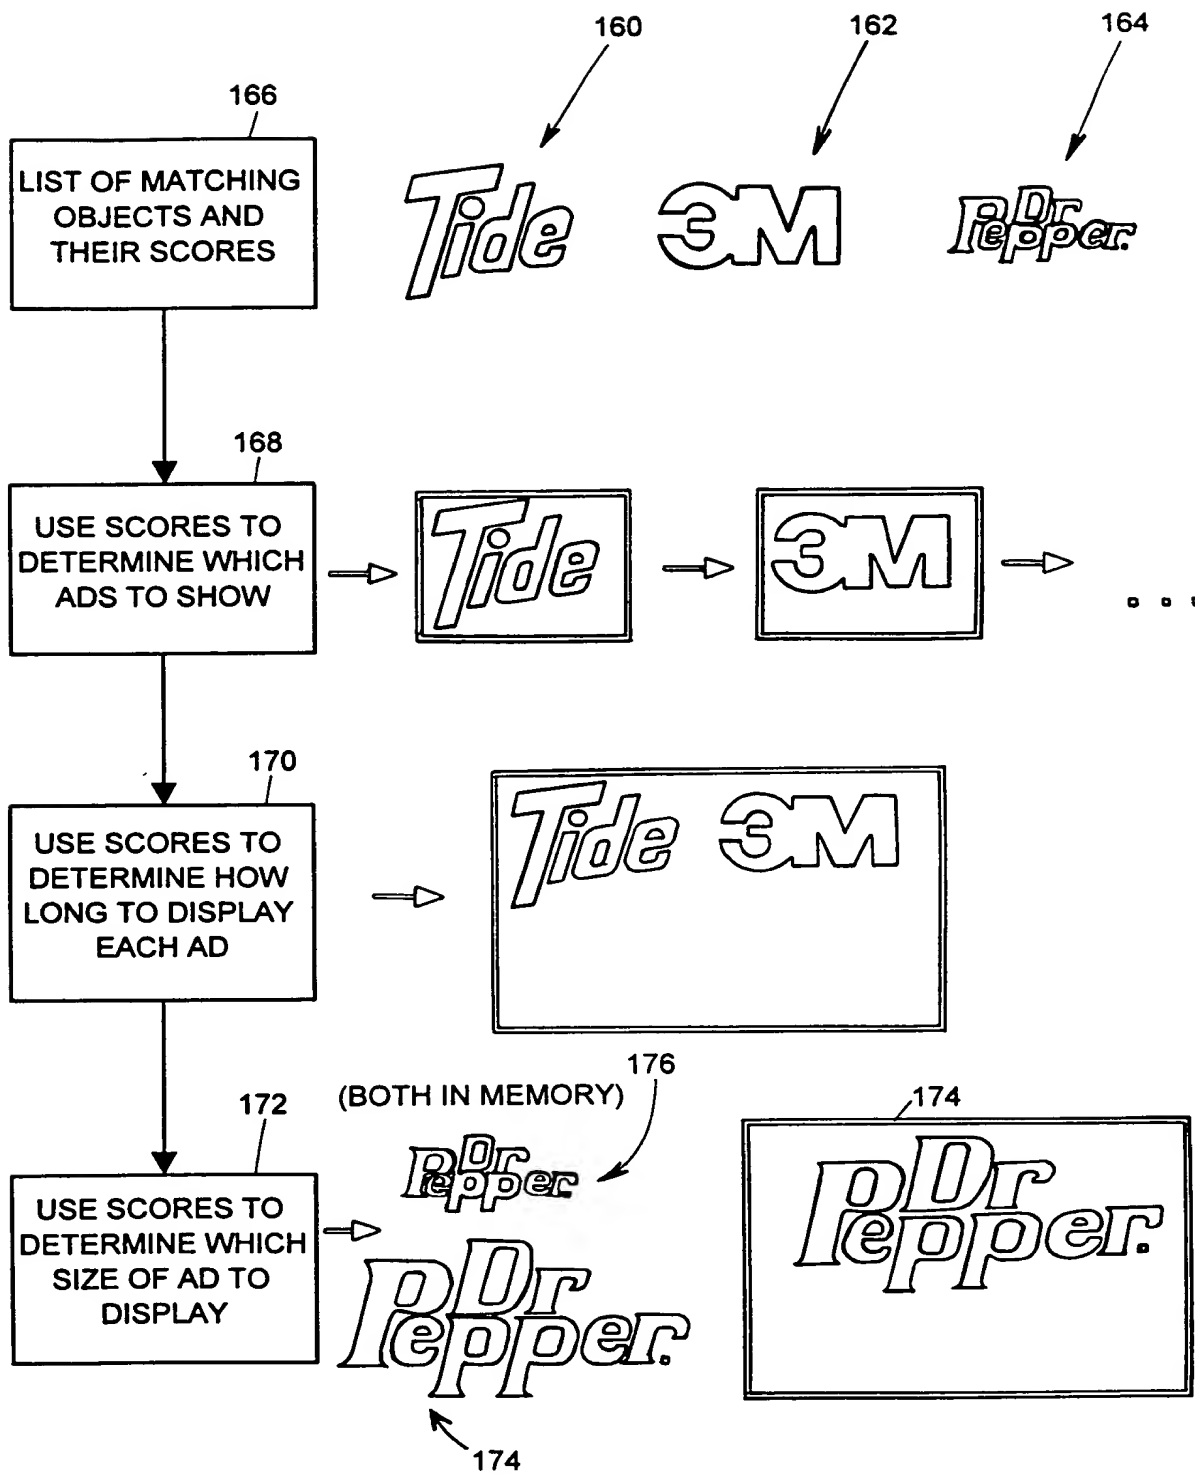 160
162
164
166
LIST OF MATCHING
OBJECTS AND
THEIR SCORES
Tide
3M
Dr
Pepper.
168
USE SCORES TO
DETERMINE WHICH
ADS TO SHOW
Tide
3M
170
USE SCORES TO
DETERMINE HOW
LONG TO DISPLAY
EACH AD
Tide 3M
172
(BOTH IN MEMORY)
176
174
USE SCORES TO
DETERMINE WHICH
SIZE OF AD TO
DISPLAY
Dr
Pepper.
Dr
Pepper.
174
Dr
Pepper.